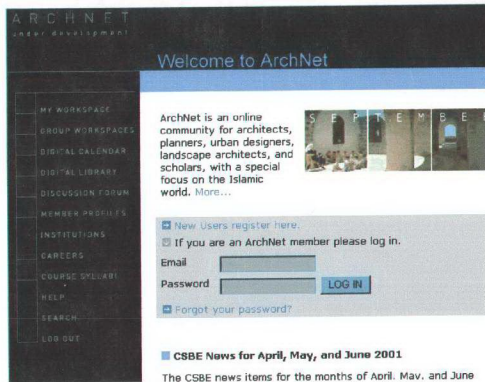 ARCHNET
under development
Welcome to ArchNet
MY WORKSPACE
GROUP WORKSPACES
DIGITAL CALENDAR
DIGITAL LIBRARY
DISCUSSION FORUM
MEMBER PROFILES
INSTITUTIONS
CAREERS
COURSE SYLLABI
HELP
SEARCH
LOG OUT
ArchNet is an online
community for architects,
planners, urban designers,
landscape architects, and
scholars, with a special
focus on the Islamic
world. More...
SEPTEMBE
New Users register here.
If you are an ArchNet member please log in.
Email
Password
LOG IN
Forgot your password?
CSBE News for April, May, and June 2001
The CSBE news items for the months of April, May, and June